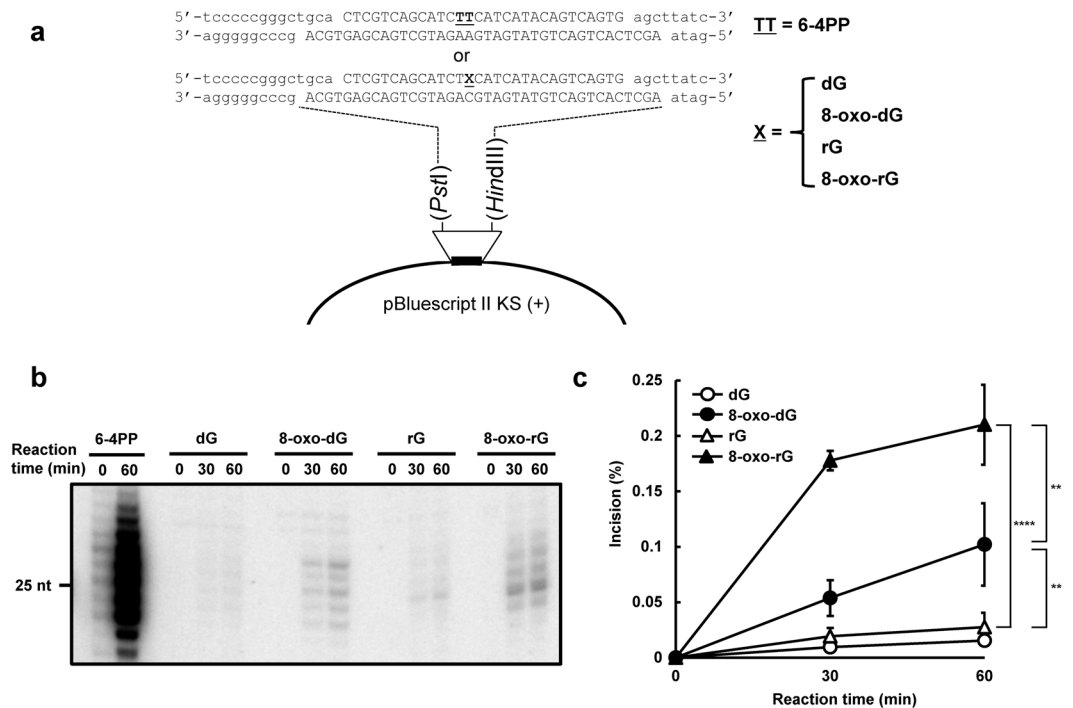 a
5'-tcccccgggctgca CTCGTCAGCATCTTCATCATACAGTCAGTG agcttatc-3'
3'-agggggcccg ACGTGAGCAGTCGTAGAAGTAGTATGTCAGTCACTCGA atag-5'
or
5'-tcccccgggctgca CTCGTCAGCATCTXCATCATACAGTCAGTG agcttatc-3'
3'-agggggcccg ACGTGAGCAGTCGTAGACGTAGTATGTCAGTCACTCGA atag-5'
TT = 6-4PP
X =
dG
8-oxo-dG
rG
8-oxo-rG
(PstI)
(HindIII)
pBluescript II KS (+)
b
6-4PP dG 8-oxo-dG rG 8-oxo-rG
Reaction
time (min) 0 60 0 30 60 0 30 60 0 30 60 0 30 60
25 nt
c
0.25
0.2
0.15
0.1
0.05
0
Incision (%)
dG
8-oxo-dG
rG
8-oxo-rG
**
****
**
0 30 60
Reaction time (min)